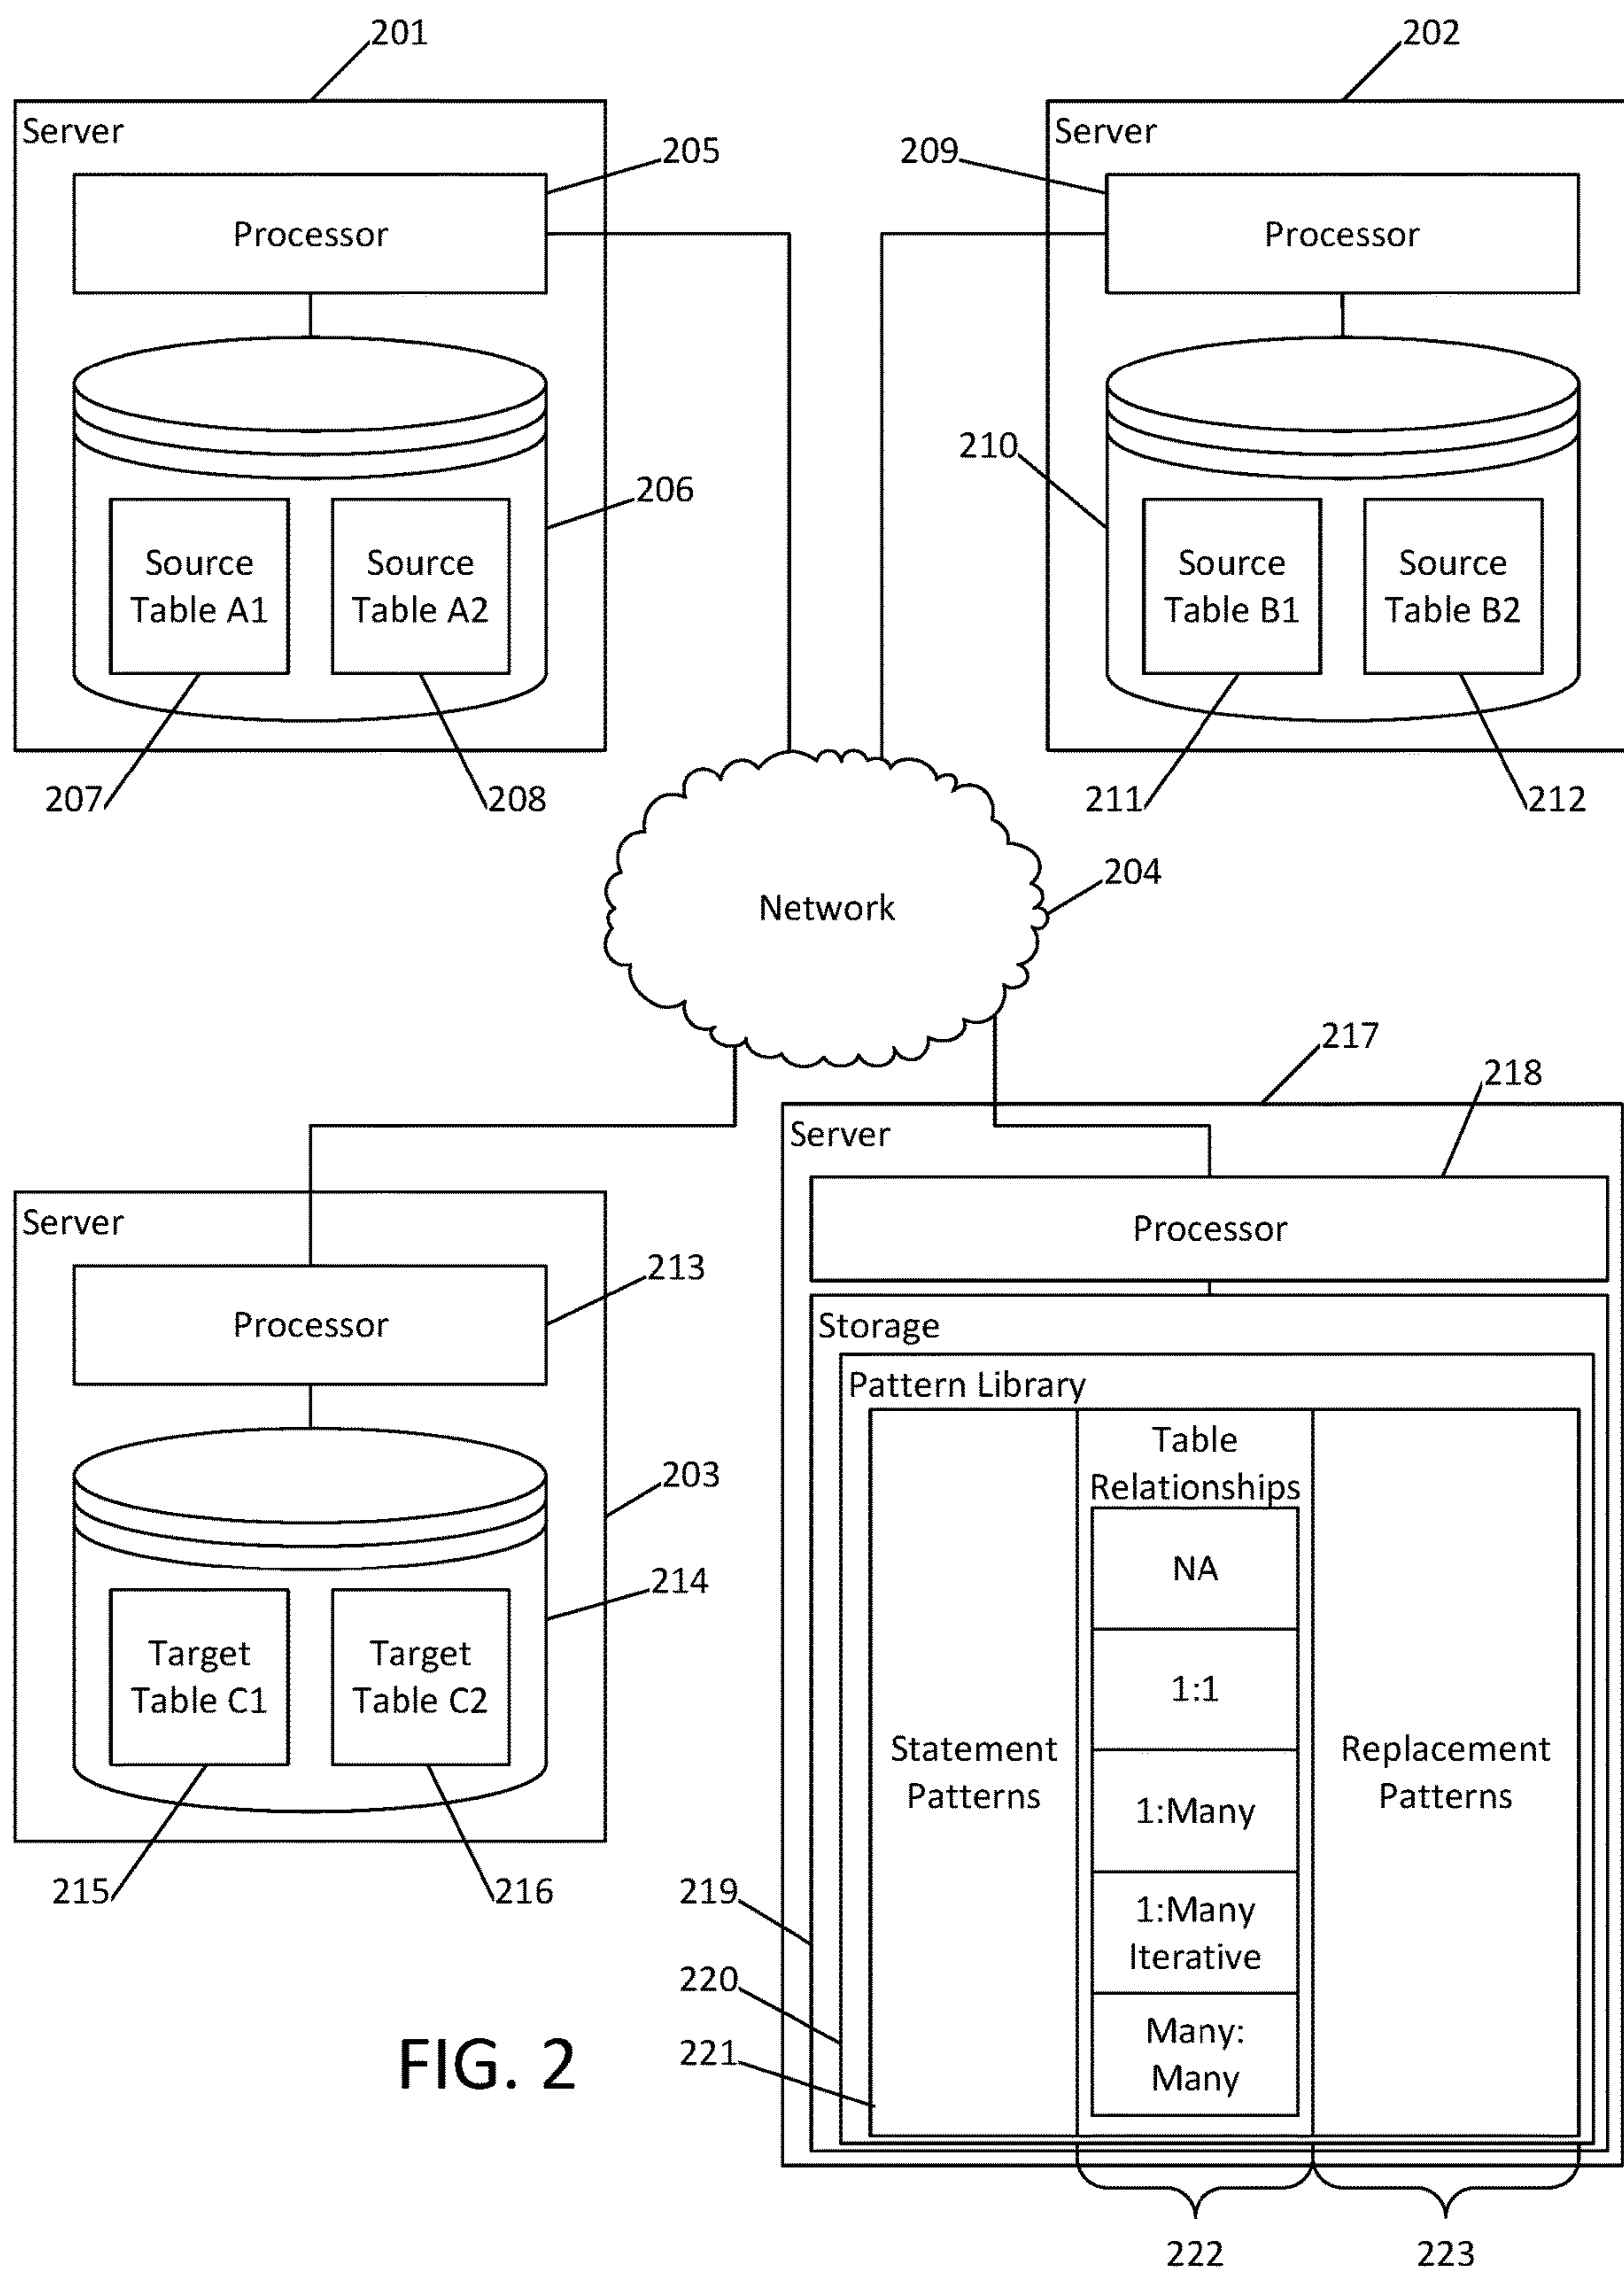 201
202
Server
Server
205
209
Processor
Processor
206
210
Source
Table A1
Source
Table A2
Source
Table B1
Source
Table B2
207
208
211
212
204
Network
217
218
Server
Processor
Server
213
Processor
Storage
Pattern Library
203
214
Table
Relationships
NA
1:1
1:Many
1:Many
Iterative
Many:
Many
Statement
Patterns
Replacement
Patterns
Target
Table C1
Target
Table C2
215
216
219
220
221
FIG. 2
222
223